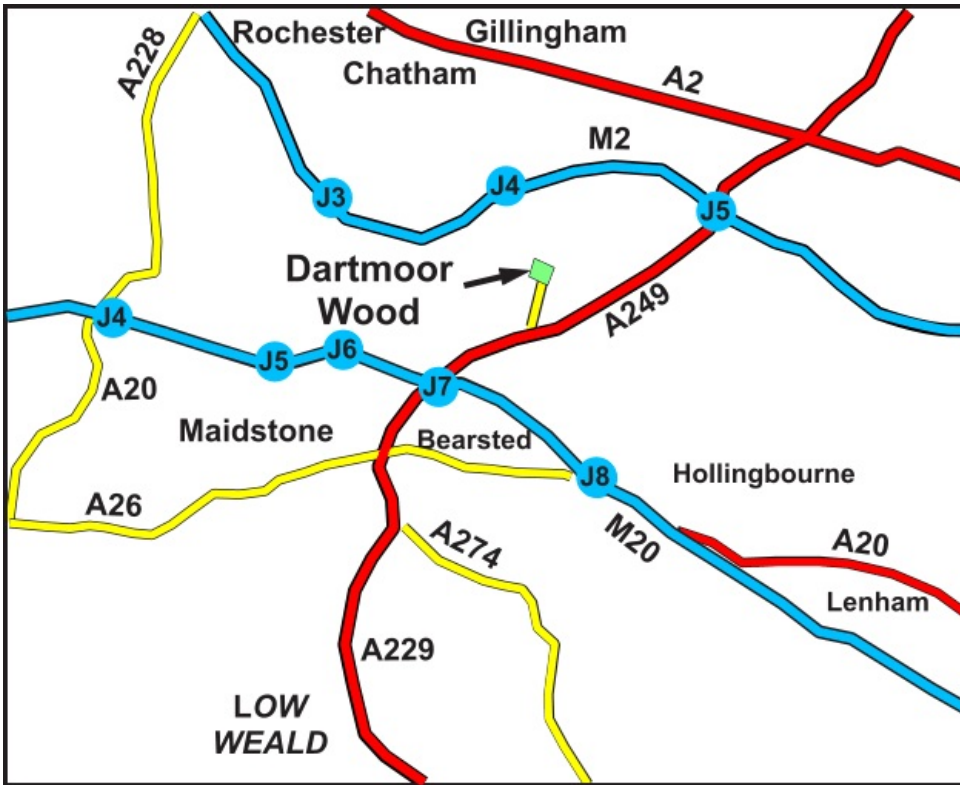 Rochester
Gillingham
A228
Chatham
A2
M2
J3
J4
J5
Dartmoor
Wood
A249
J4
J5
J6
J7
A20
Maidstone
Bearsted
J8
Hollingbourne
A26
M20
A274
A20
Lenham
A229
LOW
WEALD